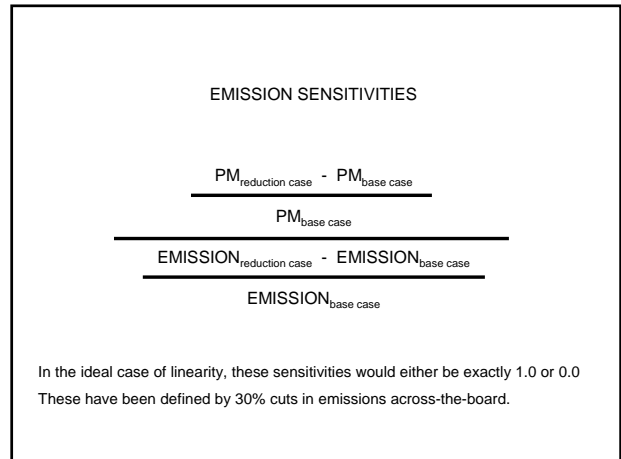 EMISSION SENSITIVITIES
PMreduction case - PMbase case
PMbase case
EMISSIONreduction case - EMISSIONbase case
EMISSIONbase case
In the ideal case of linearity, these sensitivities would either be exactly 1.0 or 0.0
These have been defined by 30% cuts in emissions across-the-board.